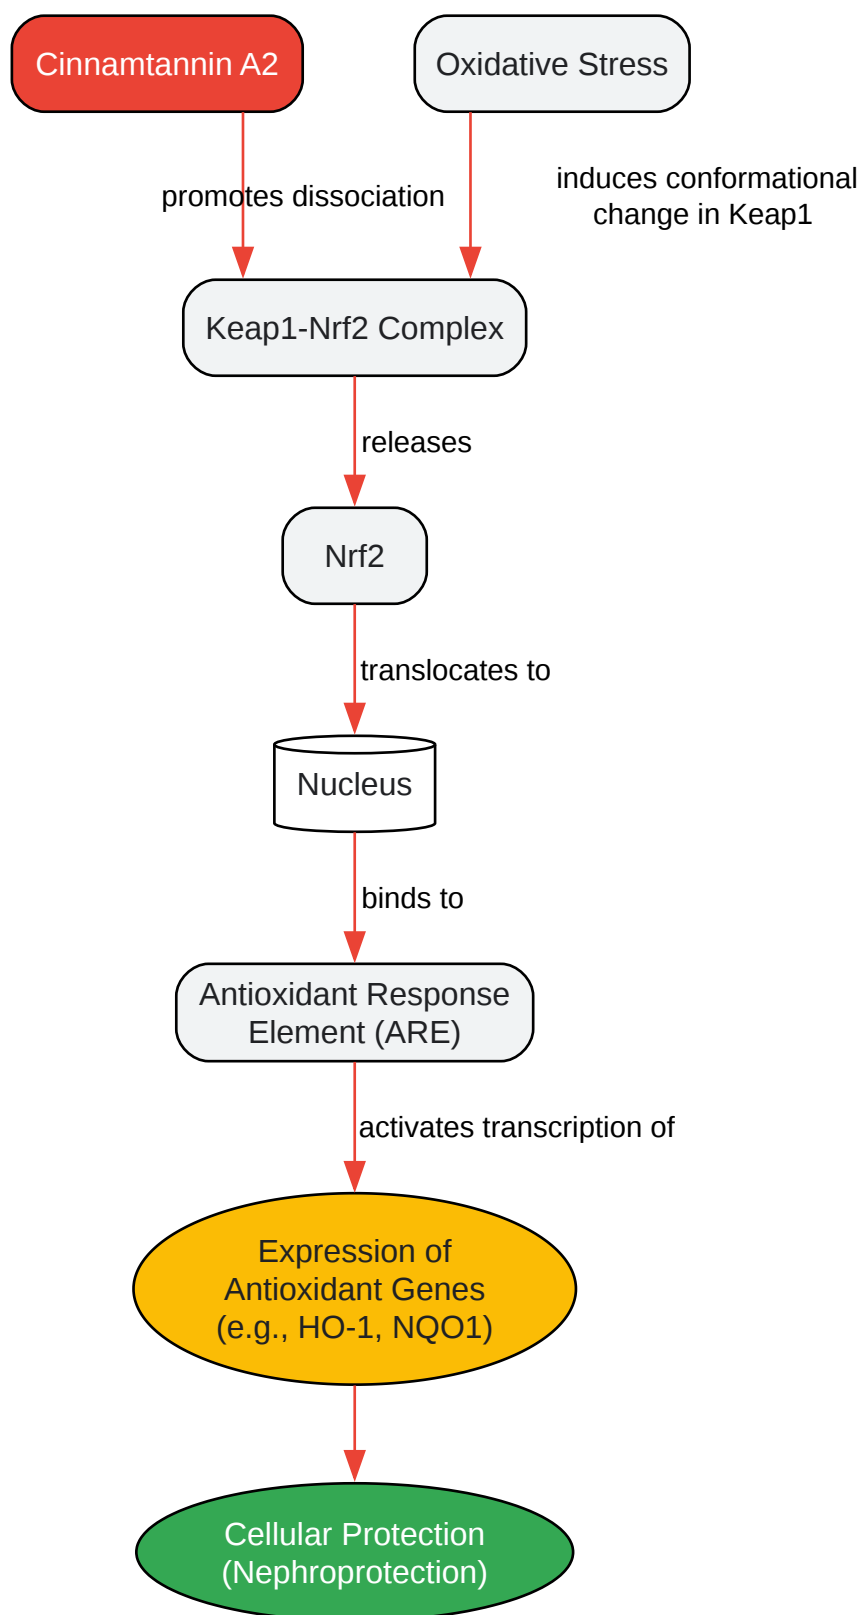 Cinnamtannin A2
Oxidative Stress
promotes dissociation
induces conformational
change in Keap1
Keap1-Nrf2 Complex
releases
Nrf2
translocates to
Nucleus
binds to
Antioxidant Response
Element (ARE)
activates transcription of
Expression of
Antioxidant Genes
(e.g., HO-1, NQO1)
Cellular Protection
(Nephroprotection)